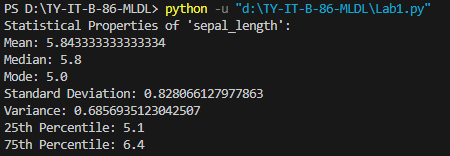 PS D:\TY-IT-B-86-MLDL> python -u "d:\TY-IT-B-86-MLDL\Lab1.py"
Statistical Properties of 'sepal_length':
Mean: 5.843333333333334
Median: 5.8
Mode: 5.0
Standard Deviation: 0.828066127977863
Variance: 0.6856935123042507
25th Percentile: 5.1
75th Percentile: 6.4